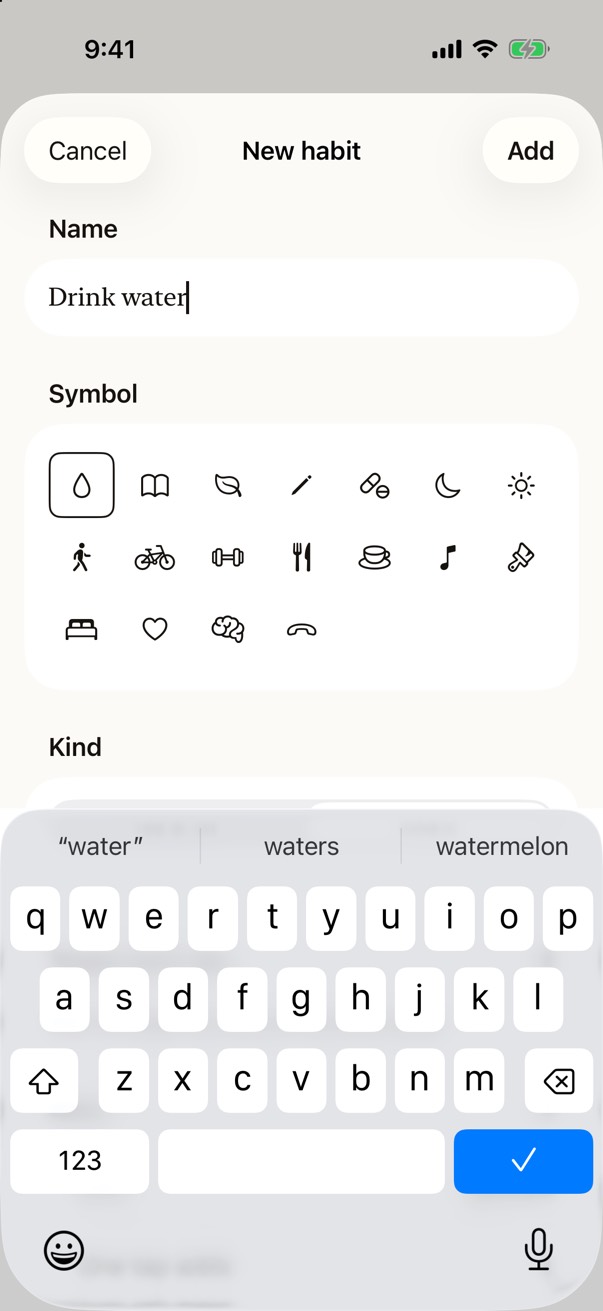 9:41
Cancel
New habit
Add
Name
Drink water
Symbol
Kind
“water”
waters
watermelon
q w e r t y u i o p
a s d f g h j k l
z x c v b n m
123